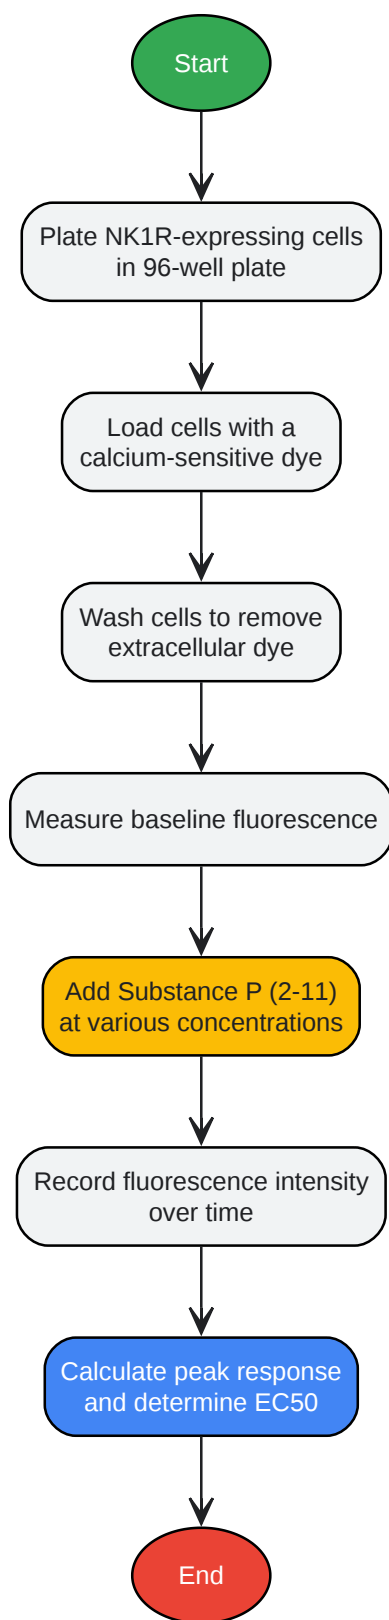 Start
Plate NK1R-expressing cells
in 96-well plate
Load cells with a
calcium-sensitive dye
Wash cells to remove
extracellular dye
Measure baseline fluorescence
Add Substance P (2-11)
at various concentrations
Record fluorescence intensity
over time
Calculate peak response
and determine EC50
End